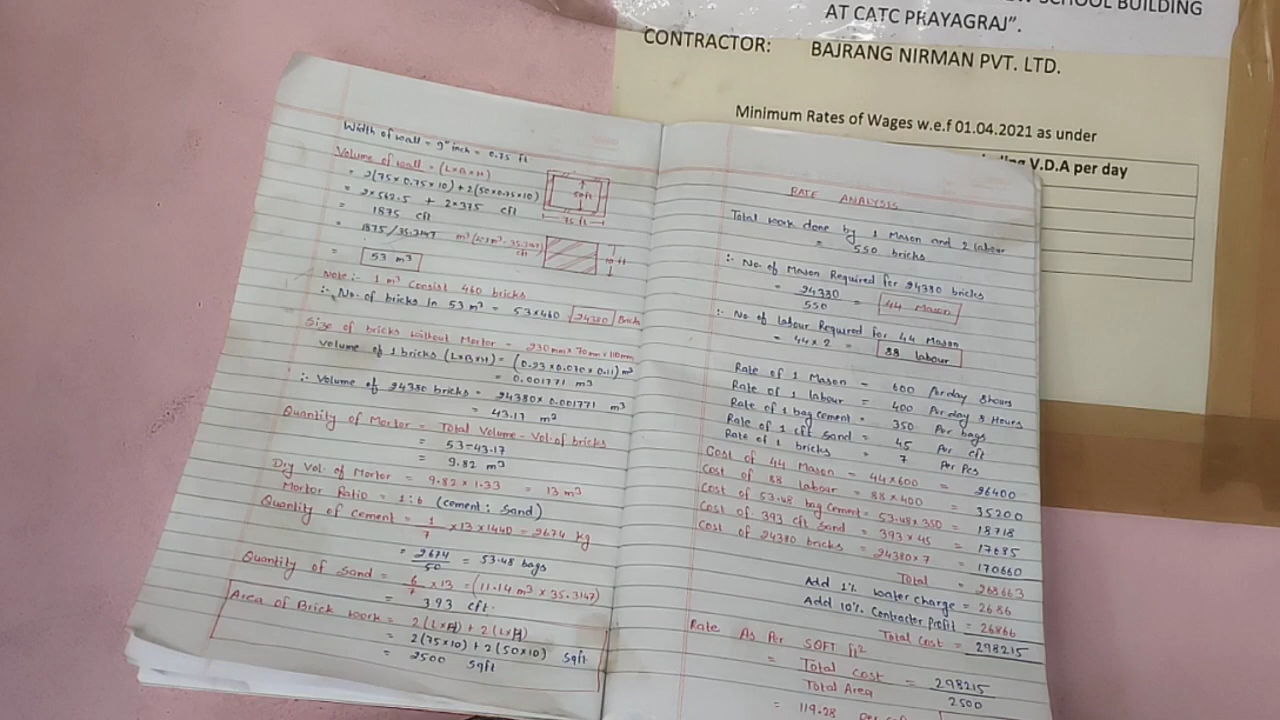 W SCHOOL BUILDING
AT CATC PRAYAGRAJ".
CONTRACTOR: BAJRANG NIRMAN PVT. LTD.
Minimum Rates of Wages w.e.f 01.04.2021 as under
V.D.A per day
Width of wall = 9" inch = 0.75 ft
Volume of wall = (L×B×H)
= 2(75×0.75×10)+2(50×0.75×10)
= 2×562.5 + 2×375 cft
= 1875 cft
= 1875/35.3147 m³ (∵1m³=35.3147 cft)
= 53 m³
50ft
75 ft
10 ft
Note:- 1 m³ Consist 460 bricks
∴ No. of bricks in 53 m³ = 53×460 24380 Bricks
Size of bricks without Mortor = 230mm×70mm×110mm
Volume of 1 bricks (L×B×H) = (0.23×0.070×0.11)m³
= 0.001771 m³
∴ Volume of 24380 bricks = 24380×0.001771 m³
= 43.17 m³
Quantity of Mortor = Total Volume - Vol. of bricks
= 53-43.17
= 9.82 m³
Dry Vol. of Mortor = 9.82 × 1.33 = 13 m³
Mortor Ratio = 1:6 (cement : Sand)
Quantity of Cement = 1/7 ×13×1440 = 2674 kg
= 2674/50 = 53.48 bags
Quantity of Sand = 6/7 ×13 = (11.14 m³ × 35.3147)
= 393 cft.
Area of Brick Work = 2(L×H) + 2(L×H)
= 2(75×10) + 2(50×10) Sqft
= 2500 Sqft
RATE ANALYSIS
Total work done by 1 Mason and 2 labour
= 550 bricks
∴ No. of Mason Required for 24380 bricks
= 24380/550 = 44 Mason
∴ No of labour Required for 44 Mason
= 44×2 = 88 labour
Rate of 1 Mason = 600 Per day 8hours
Rate of 1 labour = 400 Per day 8 Hours
Rate of 1 bag cement = 350 Per bags
Rate of 1 cft Sand = 45 Per cft
Rate of 1 bricks = 7 Per Pcs
Cost of 44 Mason = 44×600 = 26400
Cost of 88 labour = 88×400 = 35200
Cost of 53.48 bag Cement = 53.48×350 = 18718
Cost of 393 cft Sand = 393×45 = 17685
Cost of 24380 bricks = 24380×7 = 170660
Total = 268663
Add 1% water charge = 2686
Add 10% Contractor Profit = 26866
Total Cost = 298215
Rate As Per SQFT ft²
= Total Cost/Total Area = 298215/2500
= 119.28